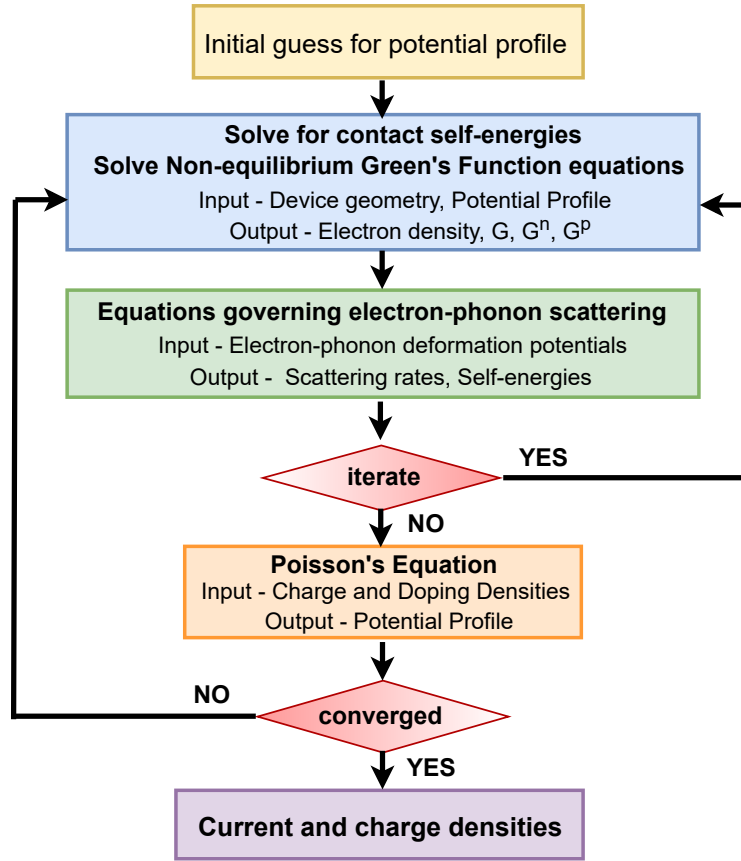 Initial guess for potential profile
Solve for contact self-energies
Solve Non-equilibrium Green's Function equations
Input - Device geometry, Potential Profile
Output - Electron density, G, Gⁿ, Gᵖ
Equations governing electron-phonon scattering
Input - Electron-phonon deformation potentials
Output - Scattering rates, Self-energies
iterate
YES
NO
Poisson's Equation
Input - Charge and Doping Densities
Output - Potential Profile
NO
converged
YES
Current and charge densities